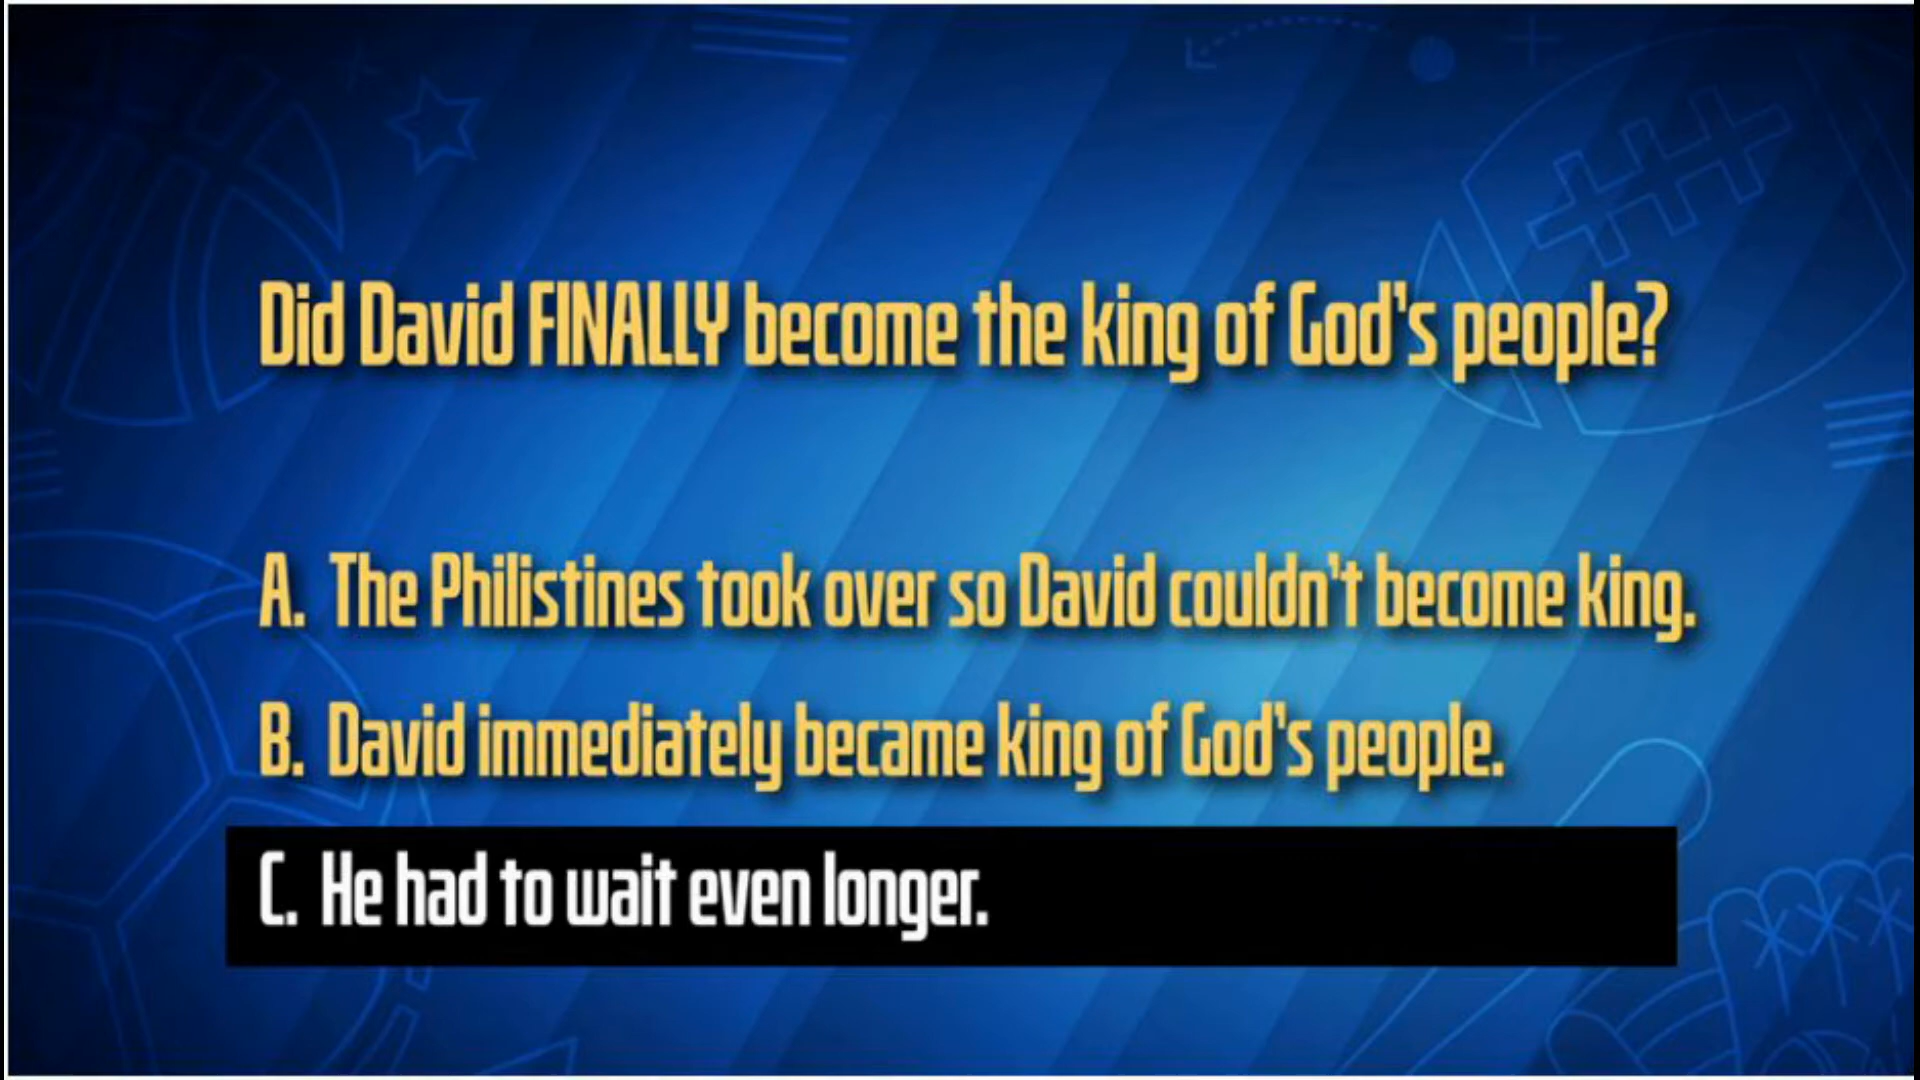 Did David FINALLY become the king of God's people?
A. The Philistines took over so David couldn't become king.
B. David immediately became king of God's people.
C. He had to wait even longer.